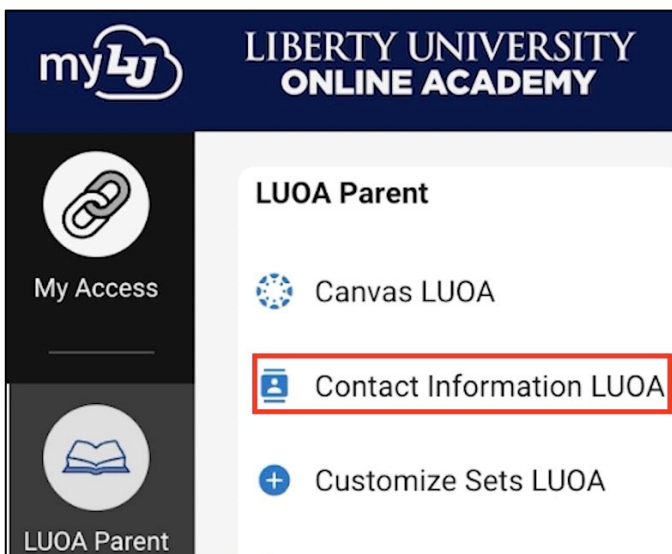 myLU
LIBERTY UNIVERSITY
ONLINE ACADEMY
My Access
LUOA Parent
LUOA Parent
Canvas LUOA
Contact Information LUOA
Customize Sets LUOA